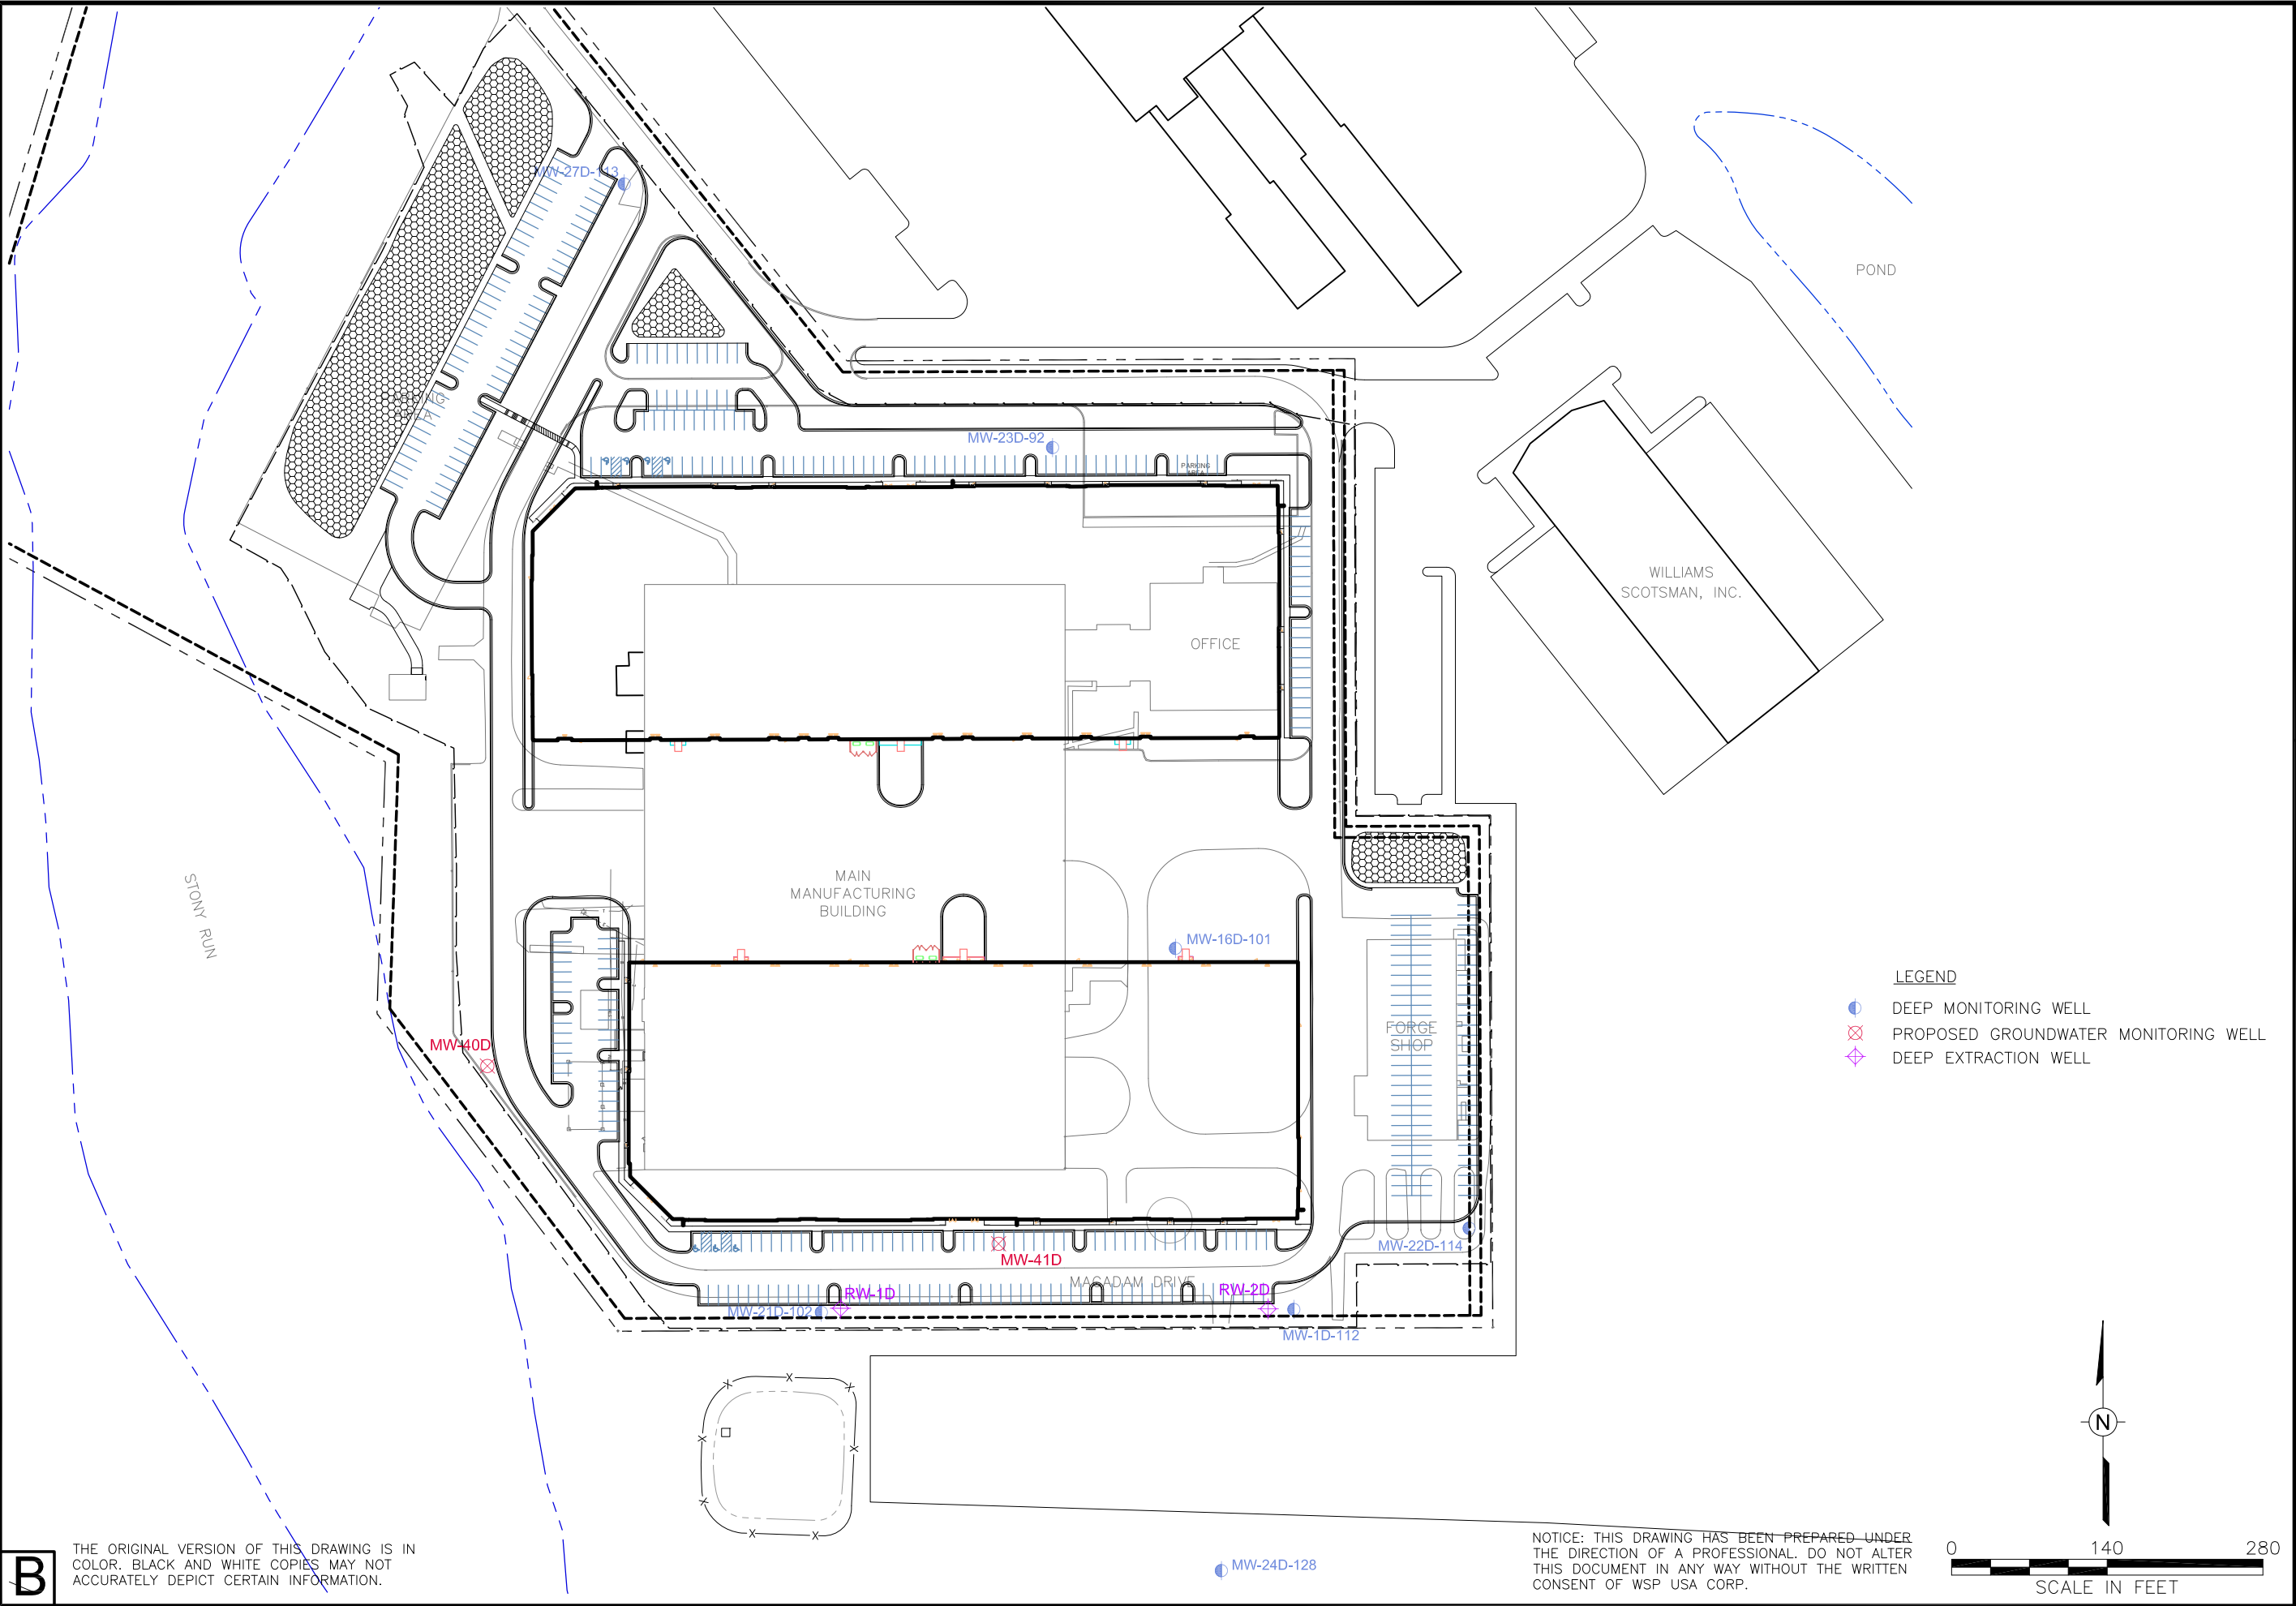 MW-27D-113
POND
PARKING
AREA
MW-23D-92
PARKING
AREA
WILLIAMS
SCOTSMAN, INC.
OFFICE
STONY RUN
MAIN
MANUFACTURING
BUILDING
MW-16D-101
LEGEND
DEEP MONITORING WELL
PROPOSED GROUNDWATER MONITORING WELL
DEEP EXTRACTION WELL
FORGE
SHOP
MW-40D
MW-41D
MW-22D-114
MACADAM DRIVE
RW-1D
RW-2D
MW-21D-102
MW-1D-112
N
MW-24D-128
B
THE ORIGINAL VERSION OF THIS DRAWING IS IN
COLOR. BLACK AND WHITE COPIES MAY NOT
ACCURATELY DEPICT CERTAIN INFORMATION.
NOTICE: THIS DRAWING HAS BEEN PREPARED UNDER
THE DIRECTION OF A PROFESSIONAL. DO NOT ALTER
THIS DOCUMENT IN ANY WAY WITHOUT THE WRITTEN
CONSENT OF WSP USA CORP.
0 140 280
SCALE IN FEET